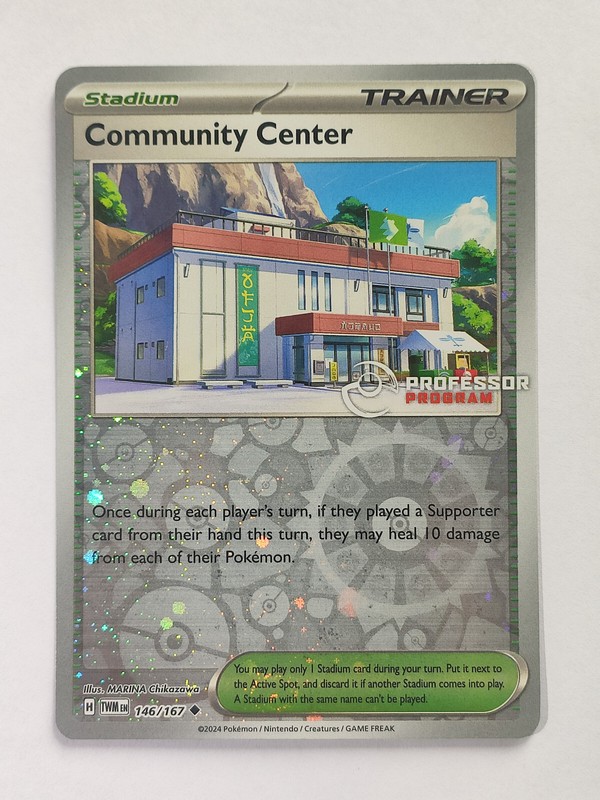 Stadium
TRAINER
Community Center
PROFESSOR
PROGRAM
Once during each player's turn, if they played a Supporter
card from their hand this turn, they may heal 10 damage
from each of their Pokémon.
You may play only 1 Stadium card during your turn. Put it next to
the Active Spot, and discard it if another Stadium comes into play.
A Stadium with the same name can't be played.
Illus. MARINA Chikazawa
H TWM EN 146/167
©2024 Pokémon / Nintendo / Creatures / GAME FREAK